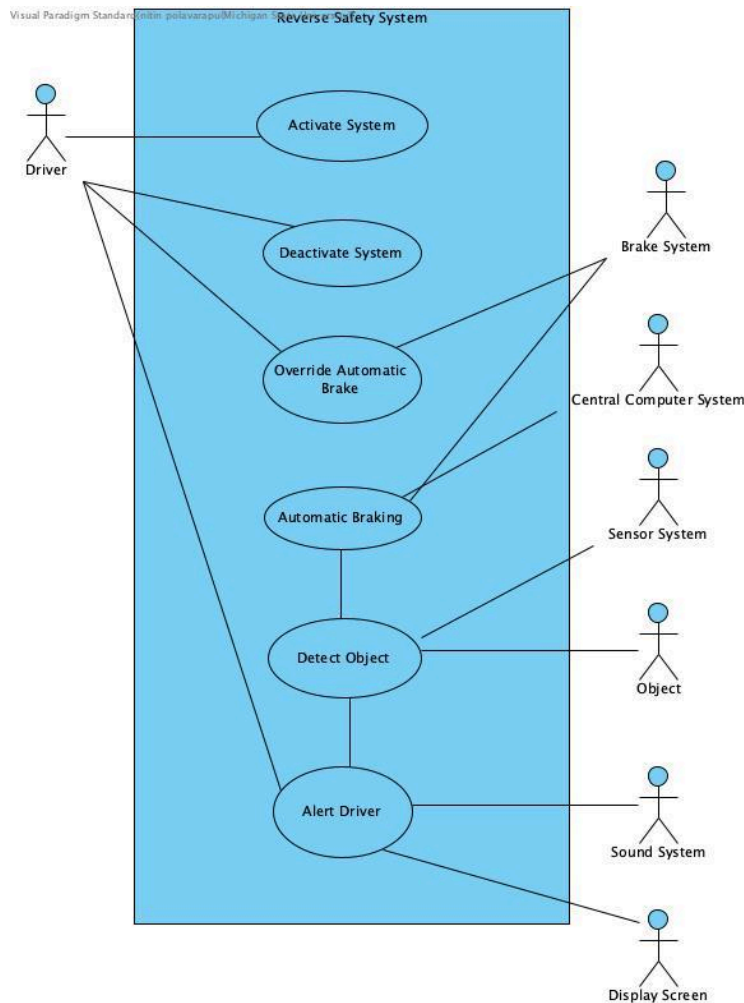 Visual Paradigm Standard(nitin polavarapu(Michigan
Reverse Safety System
Activate System
Driver
Deactivate System
Brake System
Override Automatic
Brake
Central Computer System
Automatic Braking
Sensor System
Detect Object
Object
Alert Driver
Sound System
Display Screen